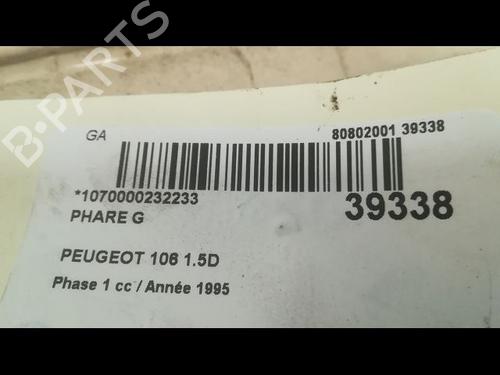 B-PARTS
GA
80802001 39338
*1070000232233
39338
PHARE G
PEUGEOT 106 1.5D
Phase 1 cc / Année 1995